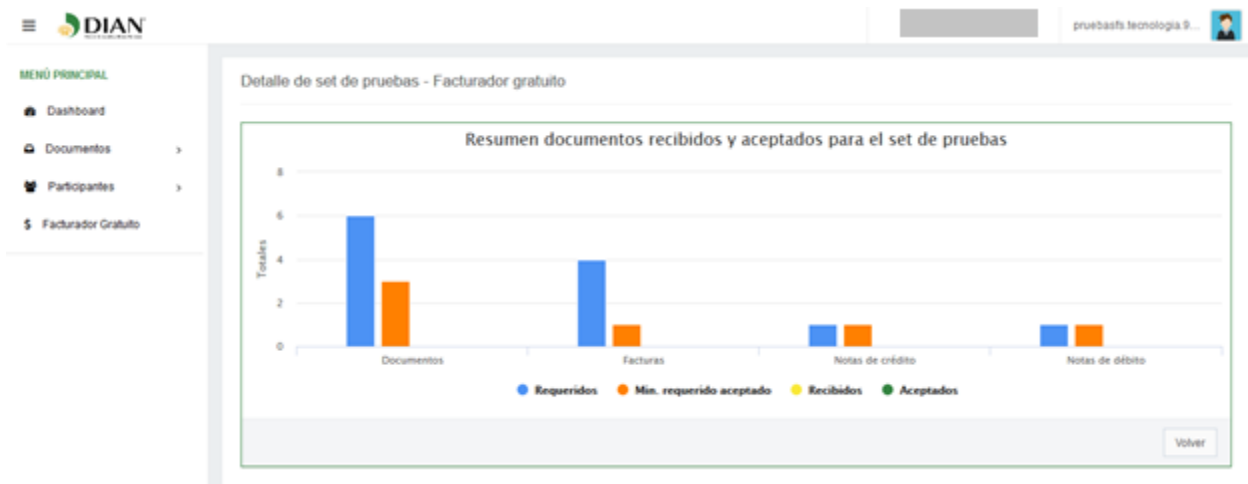 DIAN
pruebasfs.tecnologia.9...
MENÚ PRINCIPAL
Dashboard
Documentos
Participantes
$ Facturador Gratuito
Detalle de set de pruebas - Facturador gratuito
Resumen documentos recibidos y aceptados para el set de pruebas
Totales
8
6
4
2
0
Documentos Facturas Notas de crédito Notas de débito
Requeridos Min. requerido aceptado Recibidos Aceptados
Volver